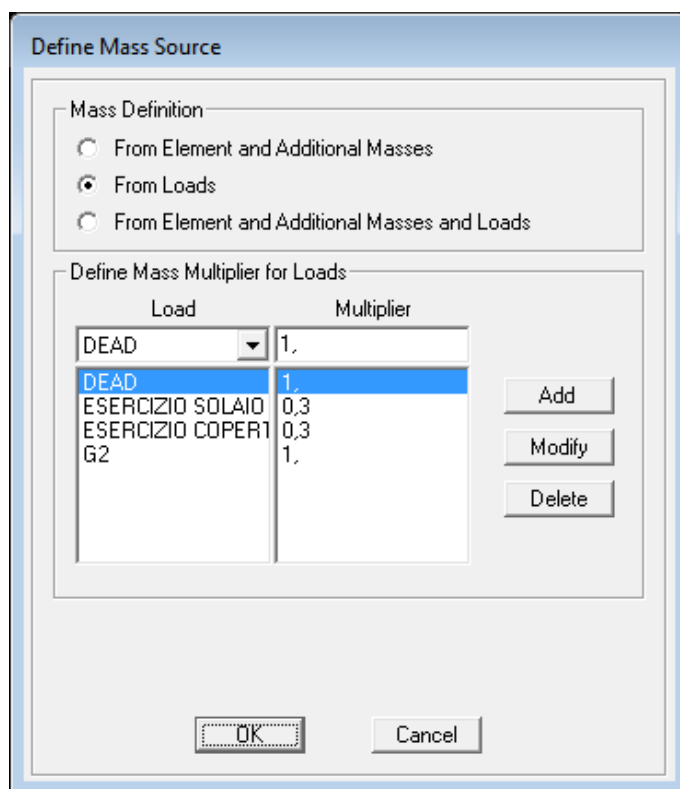 Define Mass Source
Mass Definition
From Element and Additional Masses
From Loads
From Element and Additional Masses and Loads
Define Mass Multiplier for Loads
Load Multiplier
DEAD 1,
DEAD 1,
ESERCIZIO SOLAIO 0,3
ESERCIZIO COPERT 0,3
G2 1,
Add
Modify
Delete
OK Cancel